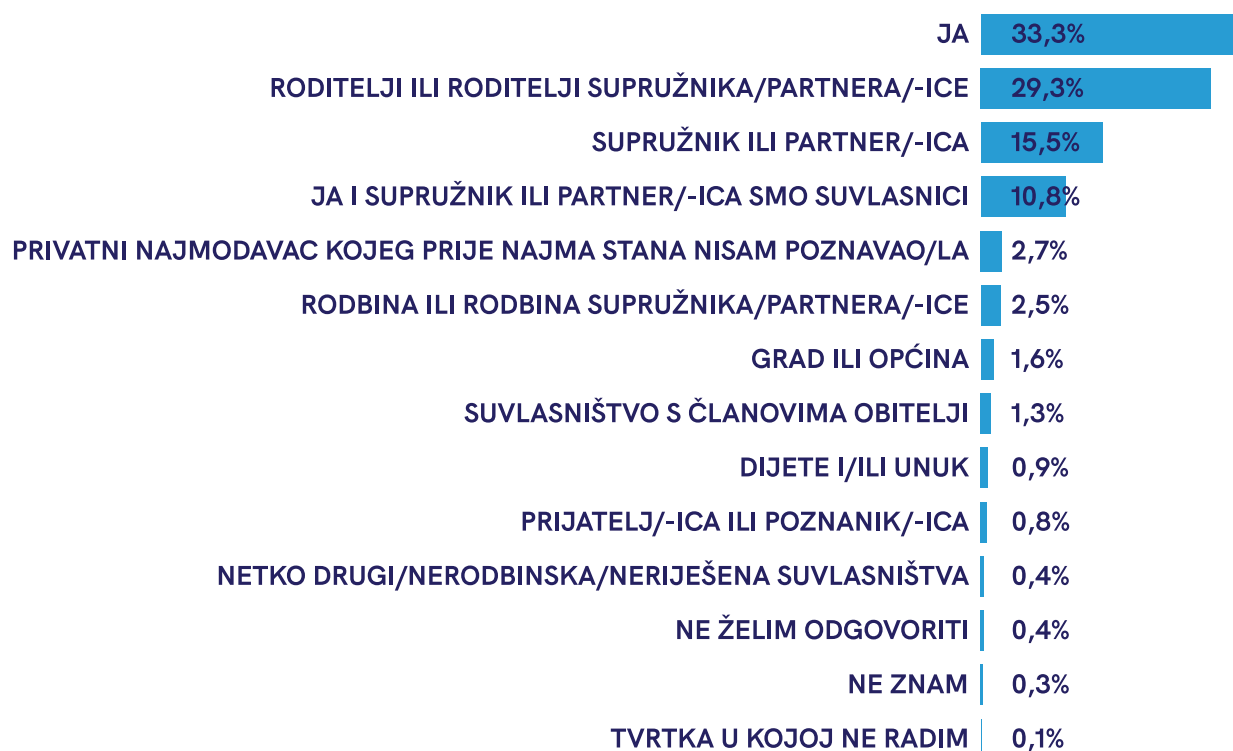 JA 33,3%
RODITELJI ILI RODITELJI SUPRUŽNIKA/PARTNERA/-ICE 29,3%
SUPRUŽNIK ILI PARTNER/-ICA 15,5%
JA I SUPRUŽNIK ILI PARTNER/-ICA SMO SUVLASNICI 10,8%
PRIVATNI NAJMODAVAC KOJEG PRIJE NAJMA STANA NISAM POZNAVAO/LA 2,7%
RODBINA ILI RODBINA SUPRUŽNIKA/PARTNERA/-ICE 2,5%
GRAD ILI OPĆINA 1,6%
SUVLASNIŠTVO S ČLANOVIMA OBITELJI 1,3%
DIJETE I/ILI UNUK 0,9%
PRIJATELJ/-ICA ILI POZNANIK/-ICA 0,8%
NETKO DRUGI/NERODBINSKA/NERIJEŠENA SUVLASNIŠTVA 0,4%
NE ŽELIM ODGOVORITI 0,4%
NE ZNAM 0,3%
TVRTKA U KOJOJ NE RADIM 0,1%